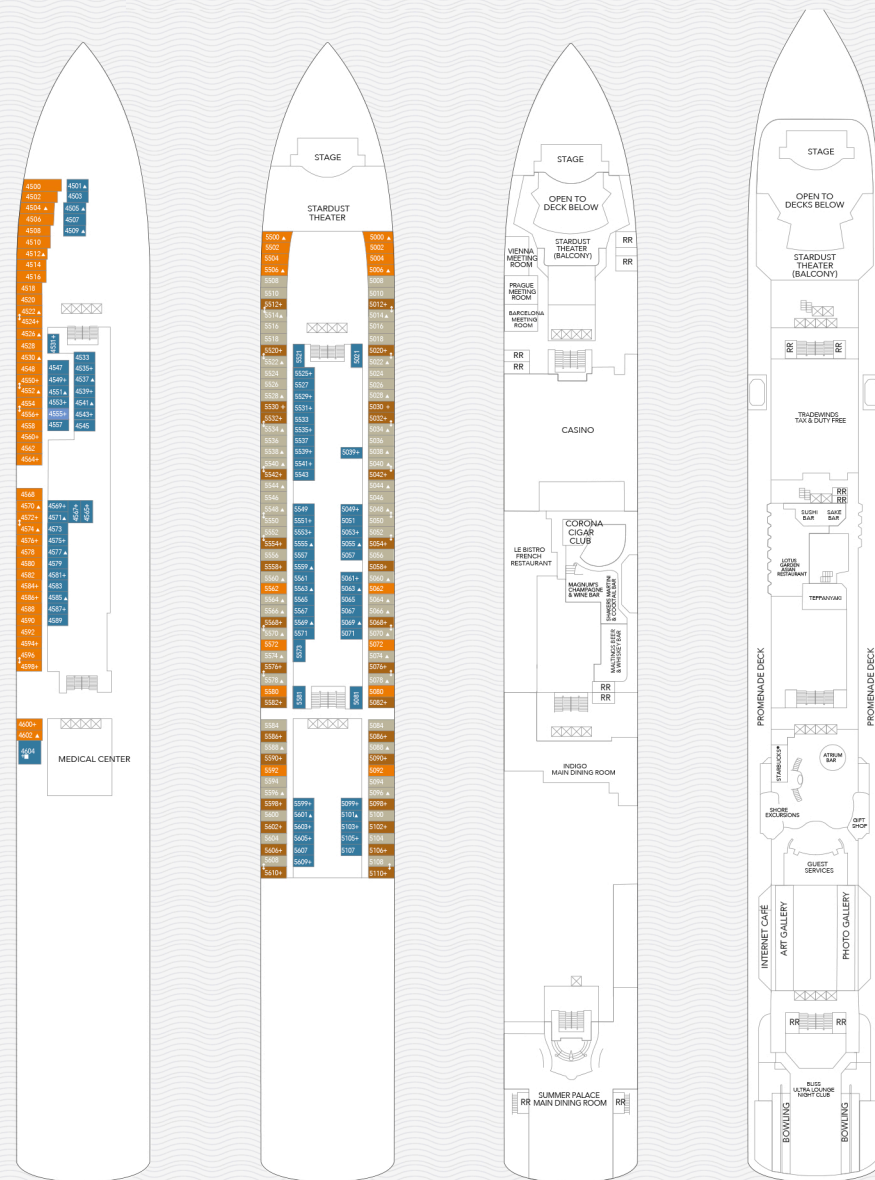 4500
4502
4504 ▲
4506
4508
4510
4512▲
4514
4516
4518
4520
4522 ▲
4524+
4526 ▲
4528
4530 ▲
4548
4550+
4552 ▲
4554
4556+
4558
4560+
4562
4564+
4568
4570 ▲
4572+
4574 ▲
4576+
4578
4580
4582
4584+
4586+
4588
4590
4592
4594+
4596
4598+
4600+
4602 ▲
4604
4501▲
4503
4505▲
4507
4509▲
4531+
4547
4549+
4551▲
4553+
4555+
4557
4533
4535+
4537▲
4539+
4541▲
4543+
4545
4569+
4571▲
4573
4575+
4577▲
4579
4581+
4583
4585▲
4587+
4589
4567+
4565+
MEDICAL CENTER
STAGE
STARDUST
THEATER
5500 ▲
5502
5504
5506 ▲
5508
5510
5512+
5514▲
5516
5518
5520+
5522▲
5524
5526
5528▲
5530 +
5532+
5534▲
5536
5538▲
5540▲
5542+
5544▲
5546
5548▲
5550
5552
5554+
5556
5558+
5560▲
5562
5564▲
5566▲
5568+
5570▲
5572
5574▲
5576+
5578▲
5580
5582+
5584
5586+
5588▲
5590+
5592
5594
5596▲
5598+
5600
5602+
5604
5606+
5608
5610+
5521
5525+
5527
5529+
5531+
5533
5535+
5537
5539+
5541+
5543
5549
5551+
5553+
5555▲
5557
5559▲
5561
5563▲
5565
5567
5569▲
5571
5573
5581
5599+
5601▲
5603+
5605+
5607
5609+
5021
5039+
5049+
5051
5053+
5055▲
5057
5061+
5063▲
5065
5067
5069▲
5071
5081
5099+
5101▲
5103+
5105+
5107
5000▲
5002
5004
5006▲
5008
5010
5012+
5014▲
5016
5018
5020+
5022▲
5024
5026
5028▲
5030 +
5032+
5034▲
5036
5038▲
5040▲
5042+
5044▲
5046
5048▲
5050
5052
5054+
5056
5058+
5060▲
5062
5064▲
5066▲
5068+
5070▲
5072
5074▲
5076+
5078▲
5080
5082+
5084
5086+
5088▲
5090+
5092
5094
5096▲
5098+
5100
5102+
5104
5106+
5108
5110+
STAGE
OPEN TO
DECK BELOW
STARDUST
THEATER
(BALCONY)
RR
RR
VIENNA
MEETING
ROOM
PRAGUE
MEETING
ROOM
BARCELONA
MEETING
ROOM
RR
RR
CASINO
CORONA
CIGAR
CLUB
LE BISTRO
FRENCH
RESTAURANT
MAGNUM'S
CHAMPAGNE
& WINE BAR
SHAKERS MARTINI
& COCKTAIL BAR
MALTINGS BEER
& WHISKEY BAR
RR
RR
INDIGO
MAIN DINING ROOM
SUMMER PALACE
MAIN DINING ROOM
RR
RR
STAGE
OPEN TO
DECKS BELOW
STARDUST
THEATER
(BALCONY)
RR
RR
TRADEWINDS
TAX & DUTY FREE
RR
RR
SUSHI
BAR
SAKE
BAR
LOTUS
GARDEN
ASIAN
RESTAURANT
TEPPANYAKI
PROMENADE DECK
PROMENADE DECK
STARBUCKS®
ATRIUM
BAR
SHORE
EXCURSIONS
GIFT
SHOP
GUEST
SERVICES
INTERNET CAFÉ
ART GALLERY
PHOTO GALLERY
RR
RR
BLISS
ULTRA LOUNGE
NIGHT CLUB
BOWLING
BOWLING